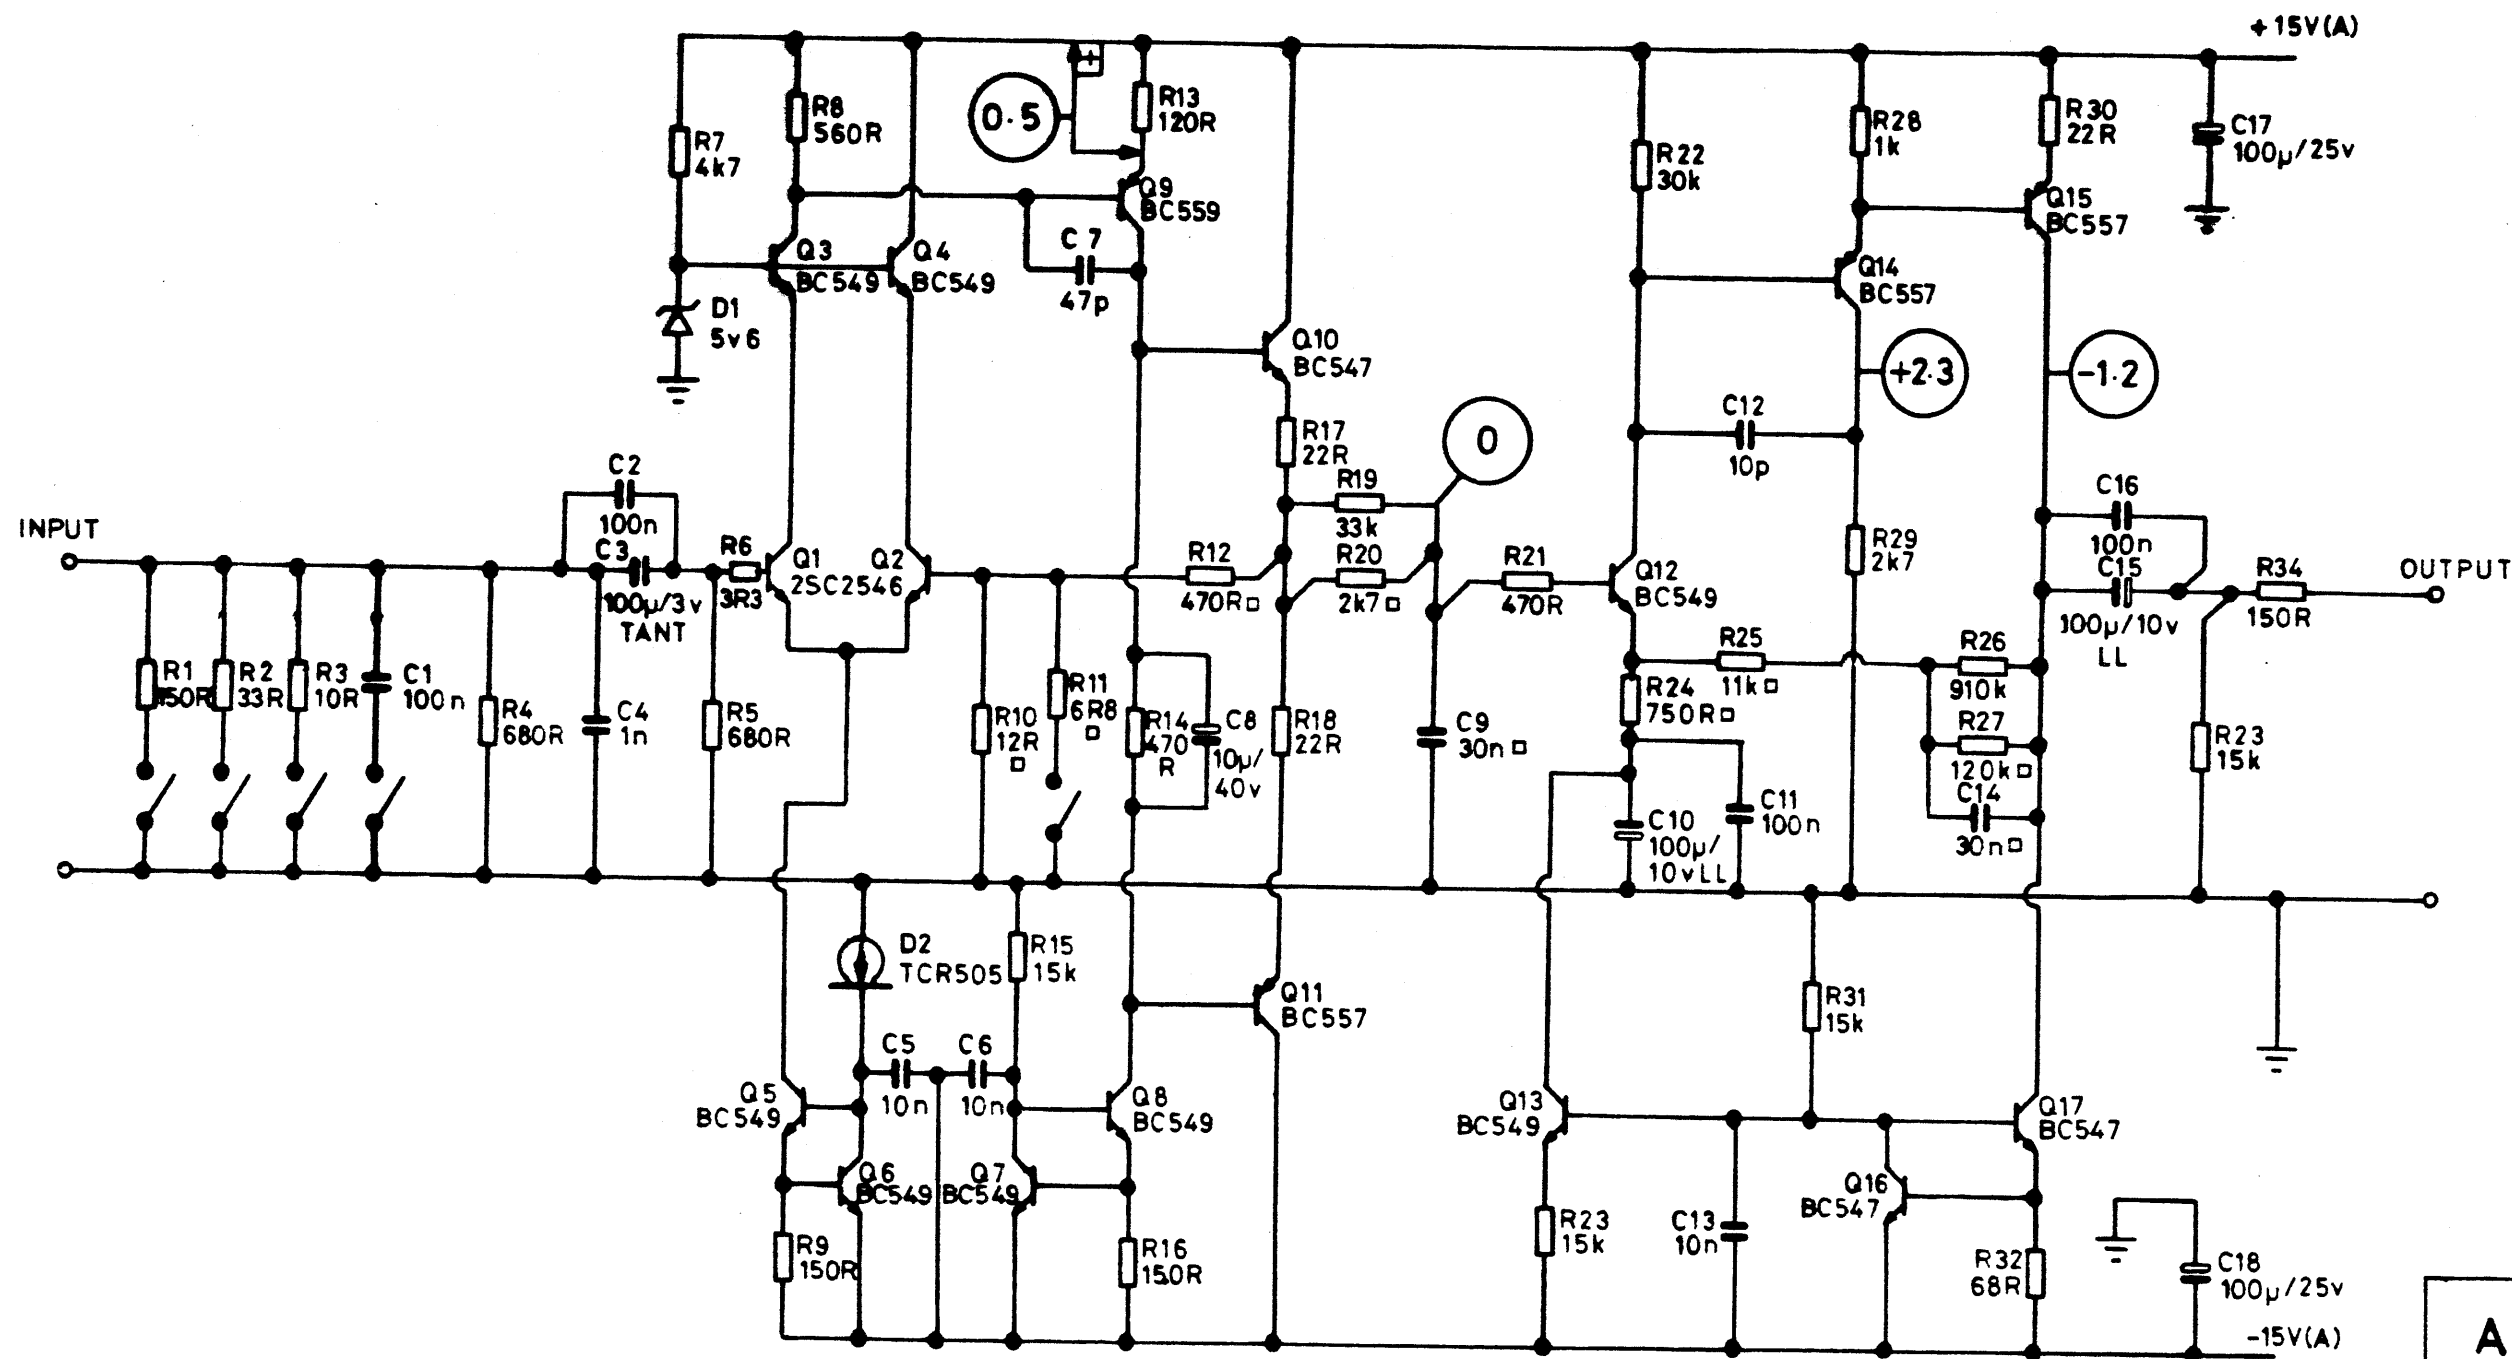 +15V(A)
R8
560R
0.5
+
R13
120R
R7
4k7
R22
30k
R28
1k
R30
22R
C17
100µ/25v
Q9
BC559
Q15
BC557
Q3
BC549
Q4
BC549
C7
47p
Q14
BC557
D1
5v6
Q10
BC547
+2.3
-1.2
C12
10p
R17
22R
0
C2
100n
R19
33k
C16
100n
INPUT
C3
100µ/3v
TANT
R6
3R3
Q1
2SC2546
Q2
R12
470R□
R20
2k7□
R21
470R
Q12
BC549
R29
2k7
C15
100µ/10v
LL
R34
150R
OUTPUT
R1
150R
R2
33R
R3
10R
C1
100n
R4
680R
C4
1n
R5
680R
R10
12R
□
R11
6R8
□
R14
470
R
C8
10µ/
40v
R18
22R
C9
30n□
R25
11k□
R24
750R□
R26
910k
R27
120k□
C14
30n□
R23
15k
C10
100µ/
10vLL
C11
100n
D2
TCR505
R15
15k
Q11
BC557
R31
15k
C5
10n
C6
10n
Q5
BC549
Q8
BC549
Q13
BC549
Q17
BC547
Q6
BC549
Q7
BC549
Q16
BC547
R9
150R
R16
150R
R23
15k
C13
10n
R32
68R
C18
100µ/25v
-15V(A)
A